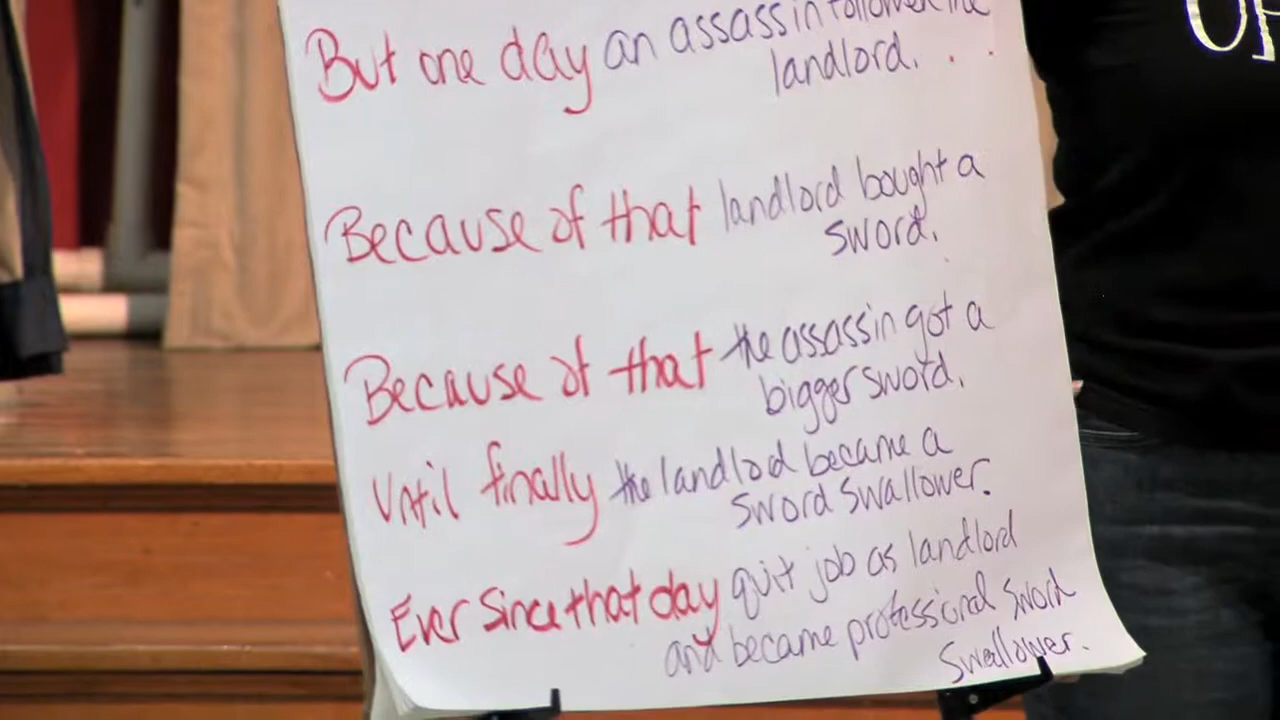 But one day an assassin followed the
landlord. . .
Because of that landlord bought a
sword.
Because of that the assassin got a
bigger sword.
Until finally the landlod became a
sword swallower.
Ever since that day quit job as landlord
and became professional sword
swallower.